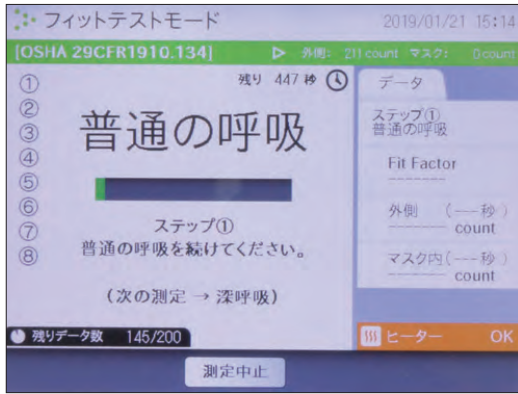 フィットテストモード
2019/01/21 15:14
[OSHA 29CFR1910.134]
▷ 外側: 211 count マスク: 0 count
残り 447 秒
①
②
③
④
⑤
⑥
⑦
⑧
普通の呼吸
ステップ①
普通の呼吸を続けてください。
(次の測定 → 深呼吸)
残りデータ数 145/200
データ
ステップ①
普通の呼吸
Fit Factor
-------
外側 (---秒)
------- count
マスク内(---秒)
------- count
ヒーター OK
測定中止